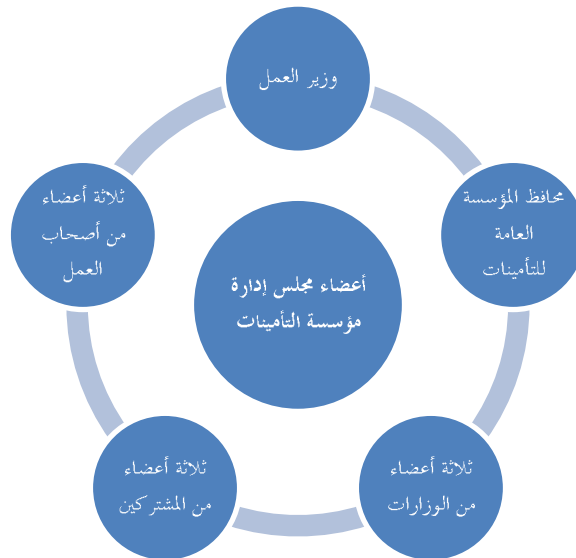 وزير العمل
محافظ المؤسسة
العامة
للتأمينات
ثلاثة أعضاء
من الوزارات
ثلاثة أعضاء
من المشتركين
ثلاثة أعضاء
من أصحاب
العمل
أعضاء مجلس إدارة
مؤسسة التأمينات